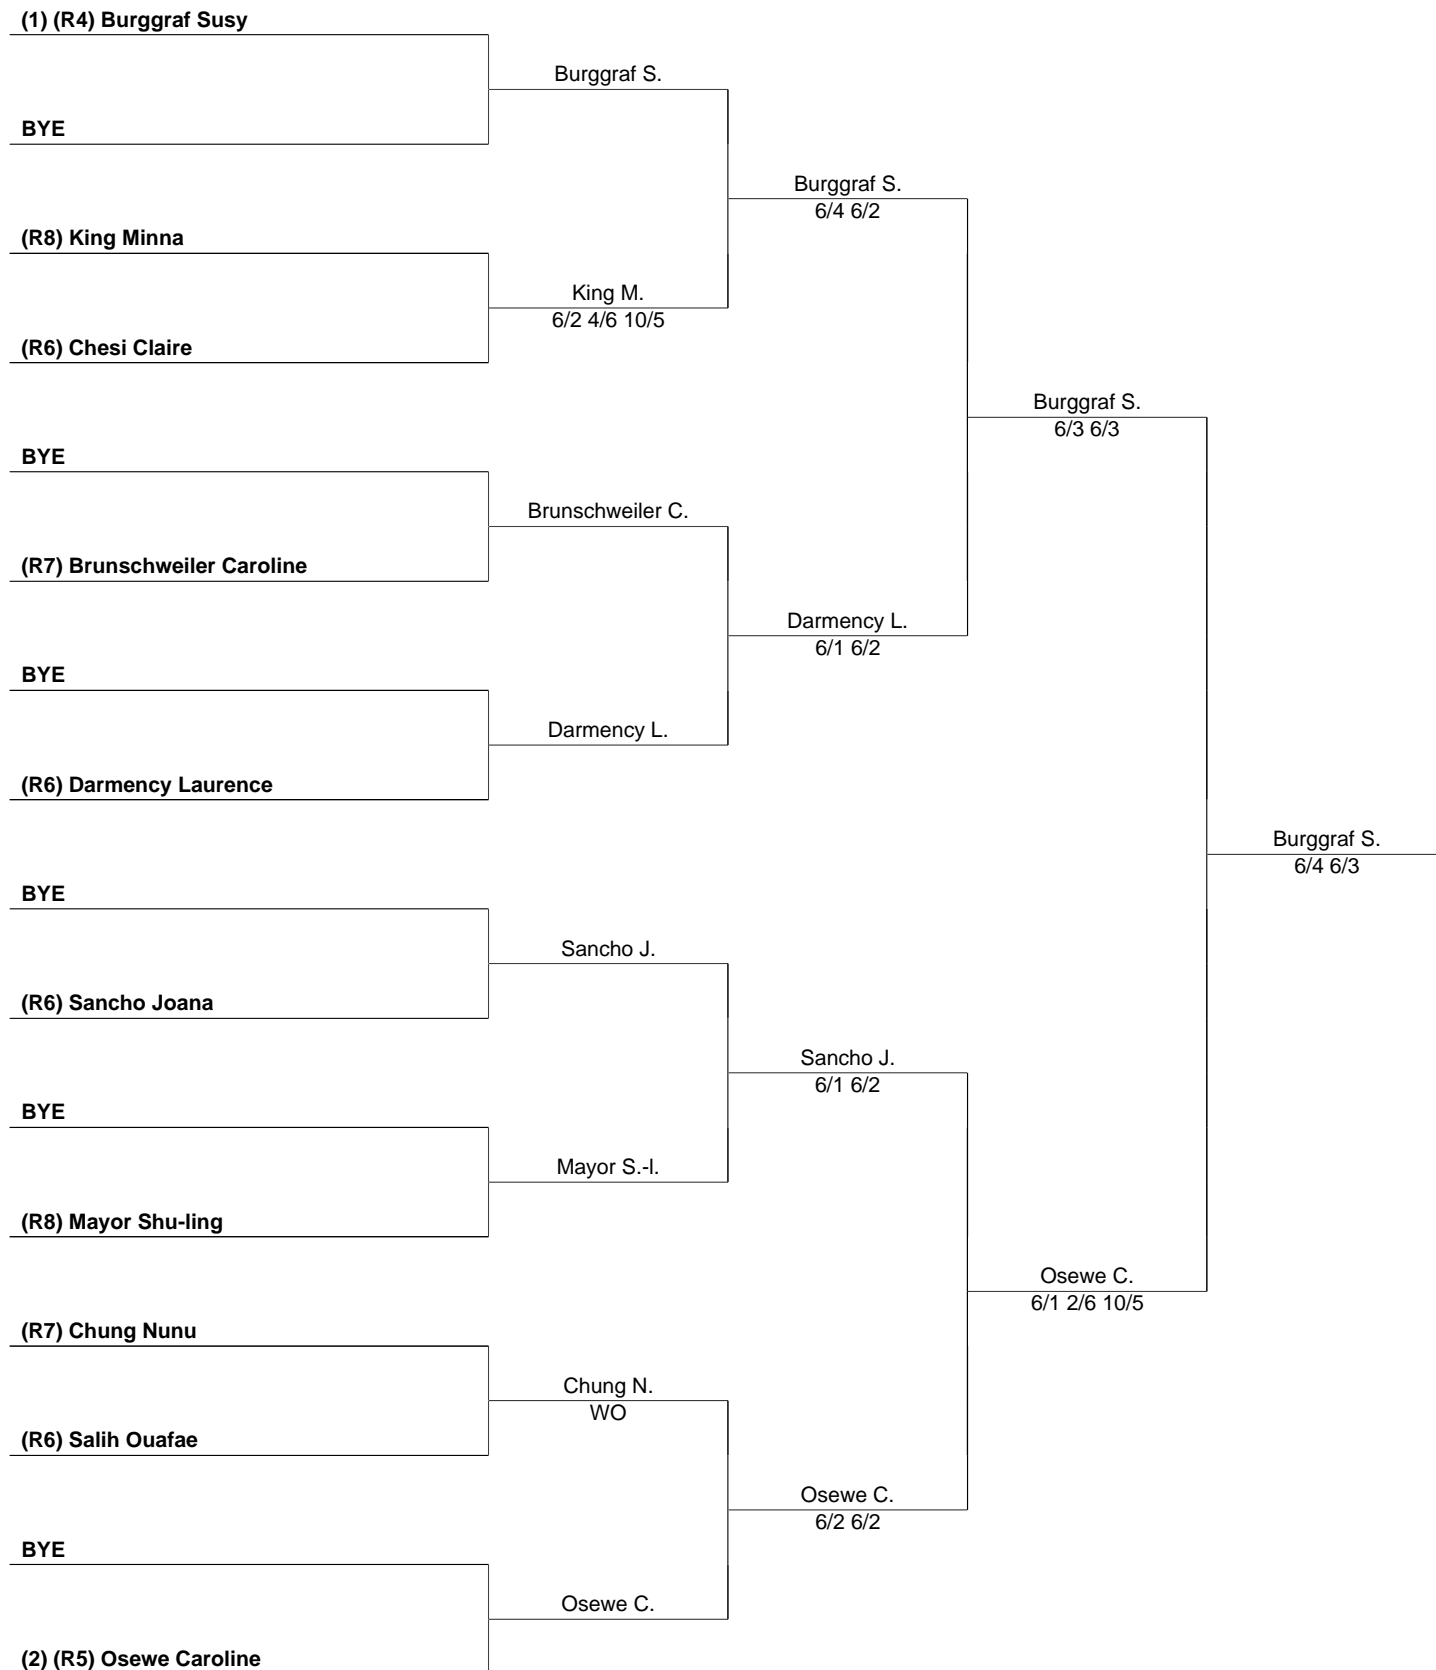 (1) (R4) Burggraf Susy
Burggraf S.
BYE
Burggraf S.
6/4 6/2
(R8) King Minna
King M.
6/2 4/6 10/5
(R6) Chesi Claire
Burggraf S.
6/3 6/3
BYE
Brunschweiler C.
(R7) Brunschweiler Caroline
Darmency L.
6/1 6/2
BYE
Darmency L.
(R6) Darmency Laurence
Burggraf S.
6/4 6/3
BYE
Sancho J.
(R6) Sancho Joana
Sancho J.
6/1 6/2
BYE
Mayor S.-l.
(R8) Mayor Shu-ling
Osewe C.
6/1 2/6 10/5
(R7) Chung Nunu
Chung N.
WO
(R6) Salih Ouafae
Osewe C.
6/2 6/2
BYE
Osewe C.
(2) (R5) Osewe Caroline